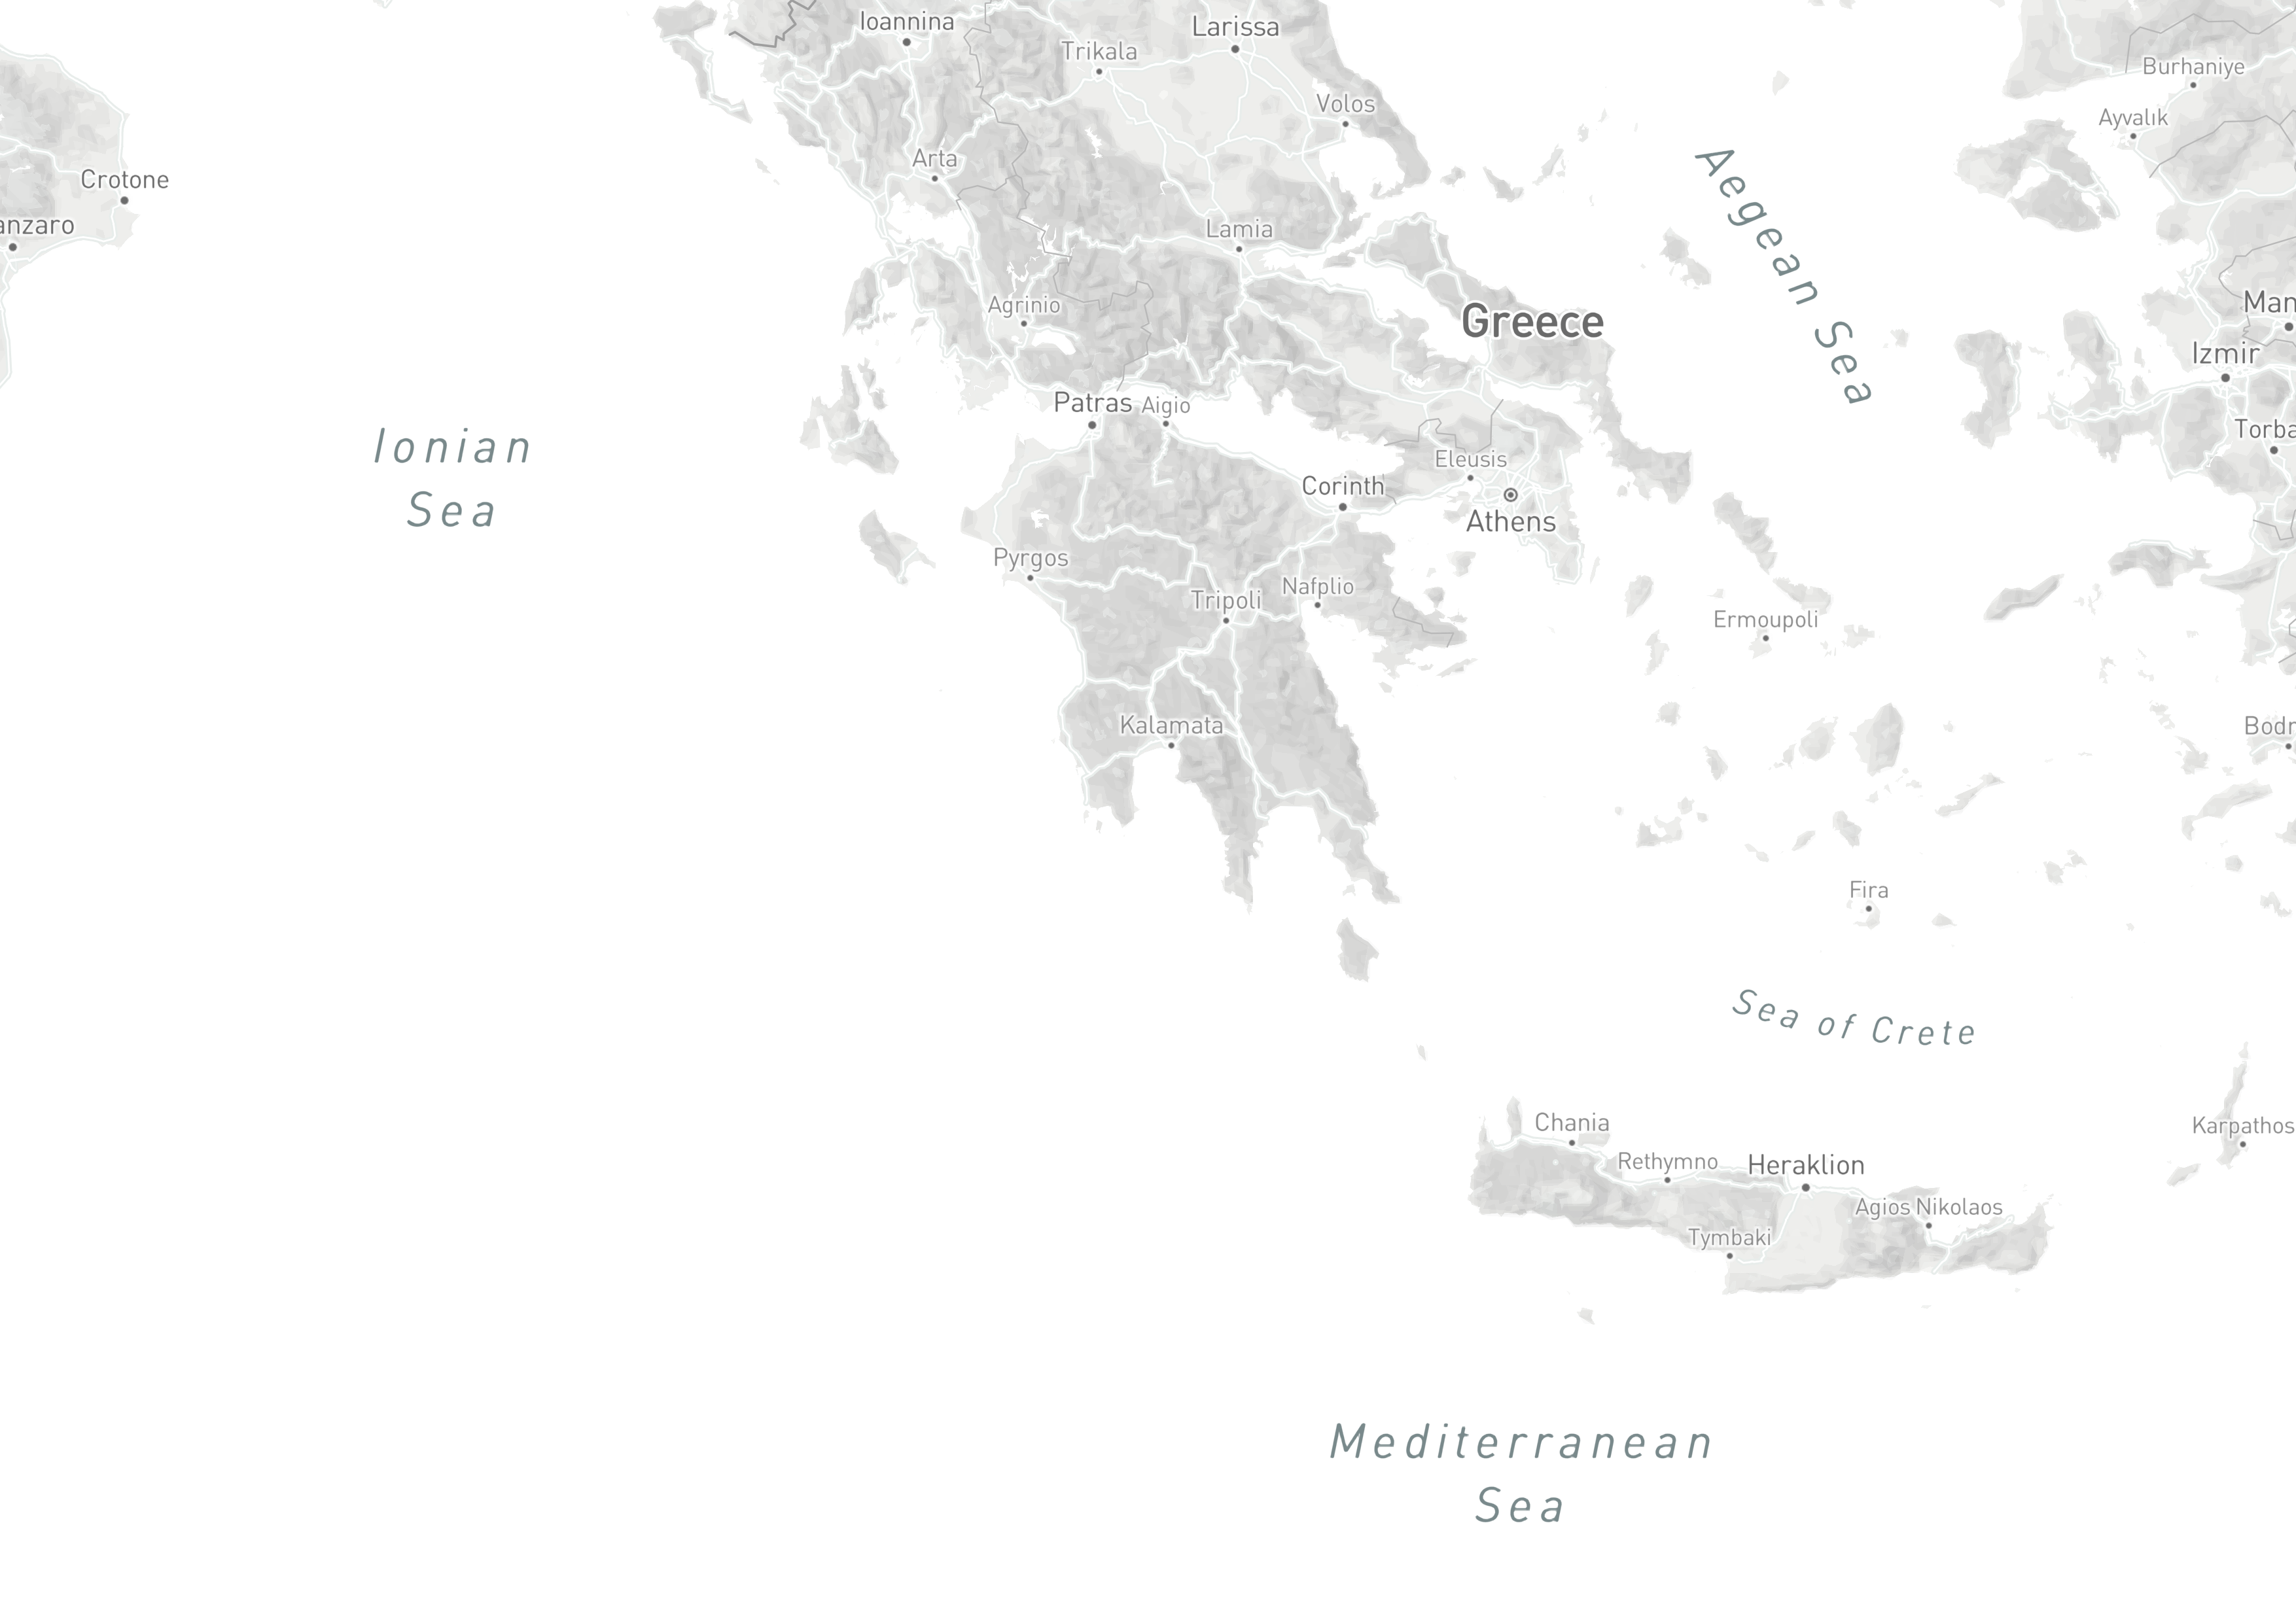 Ioannina
Larissa
Trikala
Burhaniye
Volos
Ayvalık
Arta
Crotone
anzaro
Lamia
Aegean Sea
Agrinio
Greece
Man
Izmir
Patras
Aigio
Torba
Ionian
Sea
Eleusis
Corinth
Athens
Pyrgos
Nafplio
Tripoli
Ermoupoli
Kalamata
Bodr
Fira
Sea of Crete
Chania
Karpathos
Rethymno
Heraklion
Agios Nikolaos
Tymbaki
Mediterranean
Sea